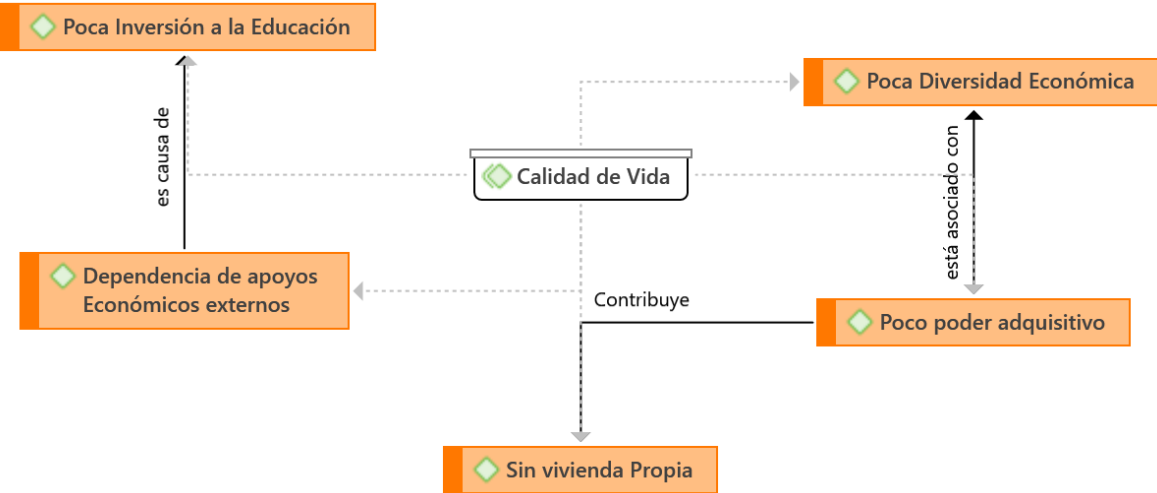 Poca Inversión a la Educación
Poca Diversidad Económica
es causa de
Calidad de Vida
está asociado con
Dependencia de apoyos
Económicos externos
Contribuye
Poco poder adquisitivo
Sin vivienda Propia